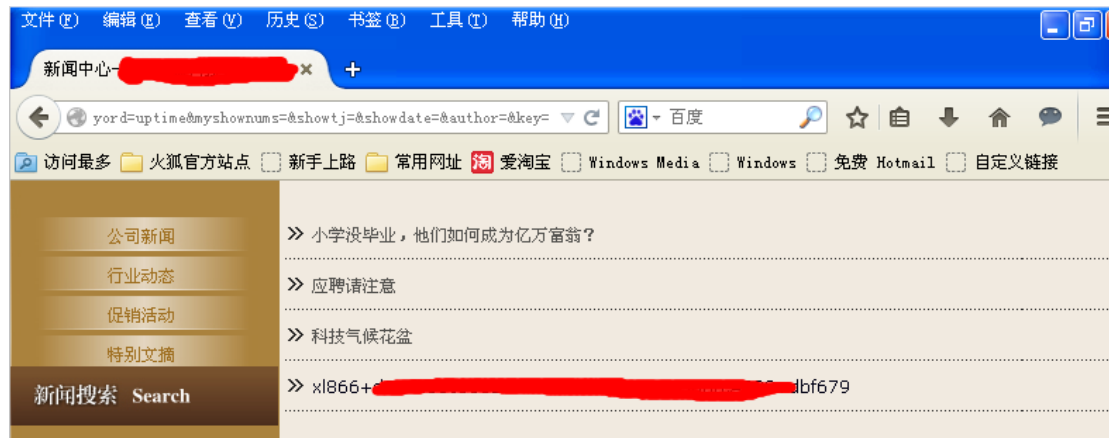 文件(F) 编辑(E) 查看(V) 历史(S) 书签(B) 工具(T) 帮助(H)
新闻中心-
yord=uptime&myshownums=&showtj=&showdate=&author=&key= 百度
访问最多 火狐官方站点 新手上路 常用网址 淘 爱淘宝 Windows Media Windows 免费 Hotmail 自定义链接
公司新闻
行业动态
促销活动
特别文摘
新闻搜索 Search
» 小学没毕业，他们如何成为亿万富翁？
» 应聘请注意
» 科技气候花盆
» xl866+ dbf679